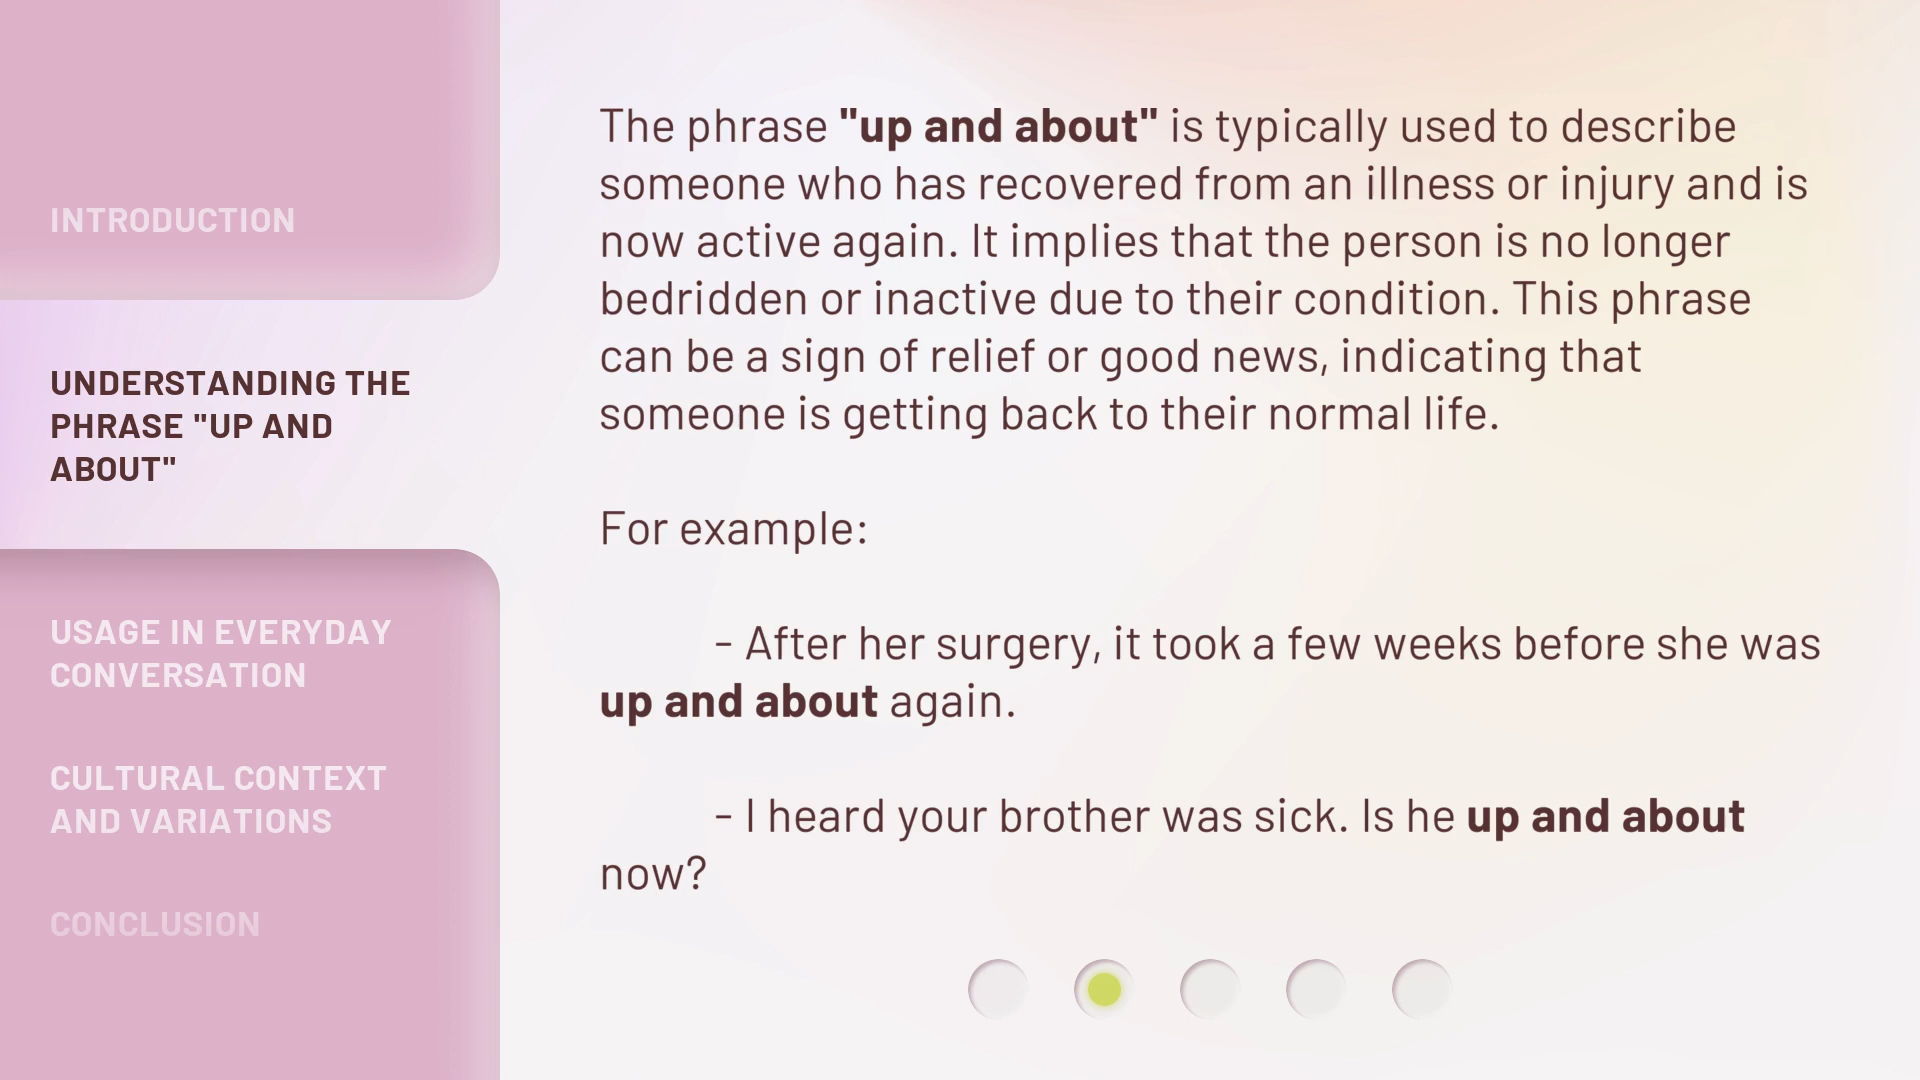 INTRODUCTION
UNDERSTANDING THE
PHRASE "UP AND
ABOUT"
USAGE IN EVERYDAY
CONVERSATION
CULTURAL CONTEXT
AND VARIATIONS
CONCLUSION
The phrase "up and about" is typically used to describe
someone who has recovered from an illness or injury and is
now active again. It implies that the person is no longer
bedridden or inactive due to their condition. This phrase
can be a sign of relief or good news, indicating that
someone is getting back to their normal life.
For example:
- After her surgery, it took a few weeks before she was
up and about again.
- I heard your brother was sick. Is he up and about
now?